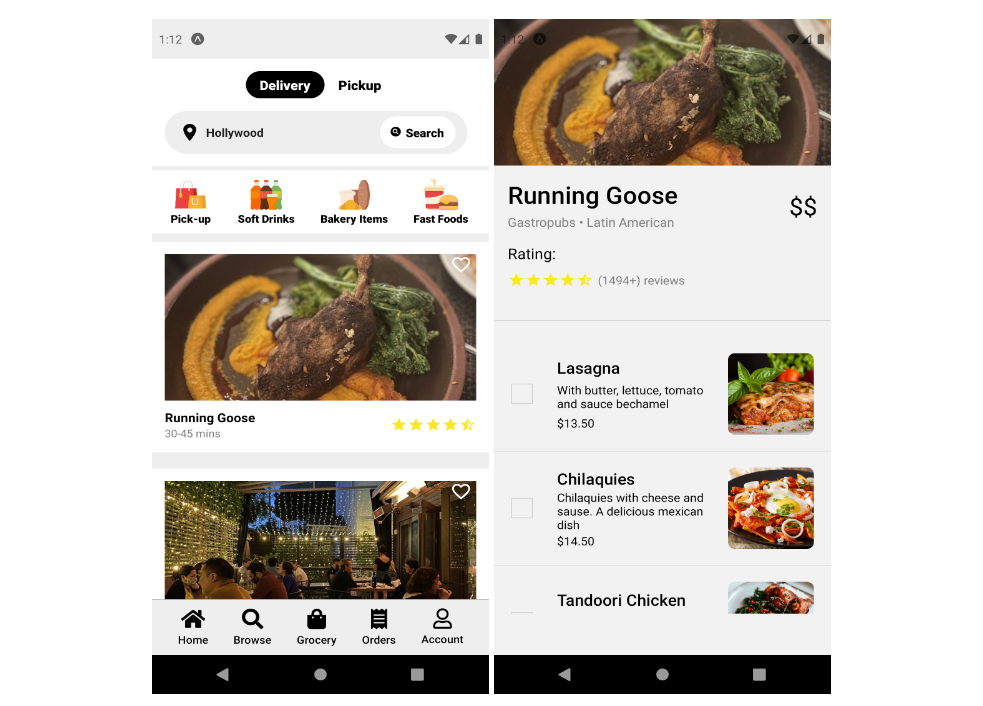 1:12
Delivery
Pickup
Hollywood
Search
Pick-up
Soft Drinks
Bakery Items
Fast Foods
Running Goose
30-45 mins
Home
Browse
Grocery
Orders
Account
1:12
Running Goose
$$
Gastropubs • Latin American
Rating:
(1494+) reviews
Lasagna
With butter, lettuce, tomato
and sauce bechamel
$13.50
Chilaquies
Chilaquies with cheese and
sause. A delicious mexican
dish
$14.50
Tandoori Chicken